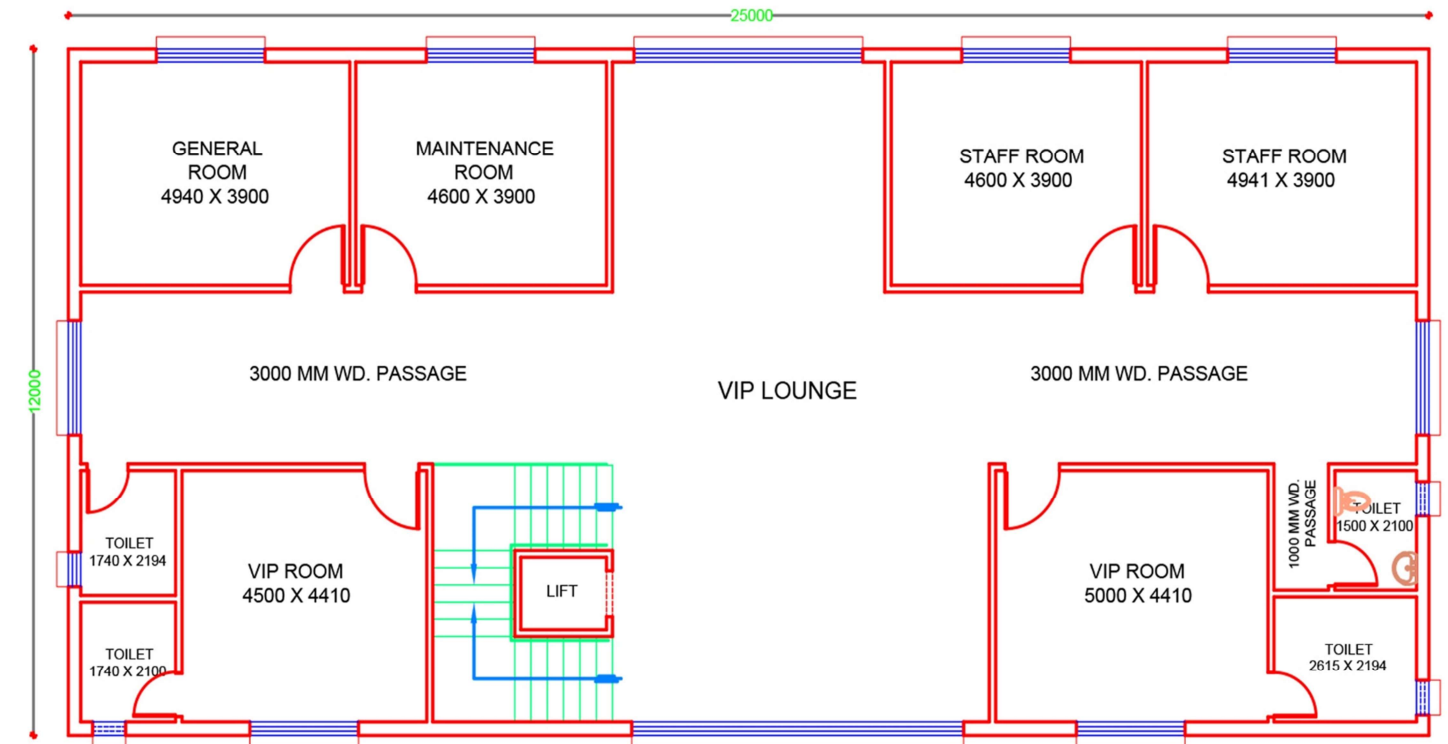 25000
GENERAL
ROOM
4940 X 3900
MAINTENANCE
ROOM
4600 X 3900
STAFF ROOM
4600 X 3900
STAFF ROOM
4941 X 3900
12000
3000 MM WD. PASSAGE
VIP LOUNGE
3000 MM WD. PASSAGE
TOILET
1740 X 2194
VIP ROOM
4500 X 4410
LIFT
VIP ROOM
5000 X 4410
1000 MM WD.
PASSAGE
TOILET
1500 X 2100
TOILET
1740 X 2100
TOILET
2615 X 2194